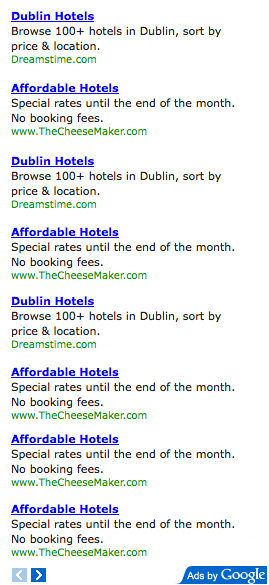 Dublin Hotels
Browse 100+ hotels in Dublin, sort by
price & location.
Dreamstime.com
Affordable Hotels
Special rates until the end of the month.
No booking fees.
www.TheCheeseMaker.com
Dublin Hotels
Browse 100+ hotels in Dublin, sort by
price & location.
Dreamstime.com
Affordable Hotels
Special rates until the end of the month.
No booking fees.
www.TheCheeseMaker.com
Dublin Hotels
Browse 100+ hotels in Dublin, sort by
price & location.
Dreamstime.com
Affordable Hotels
Special rates until the end of the month.
No booking fees.
www.TheCheeseMaker.com
Affordable Hotels
Special rates until the end of the month.
No booking fees.
www.TheCheeseMaker.com
Affordable Hotels
Special rates until the end of the month.
No booking fees.
www.TheCheeseMaker.com
Ads by Google